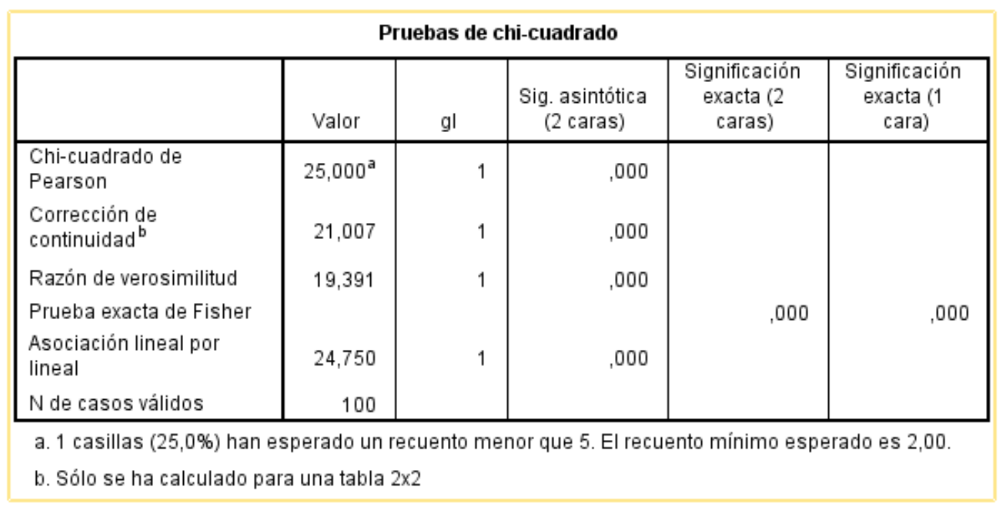 Pruebas de chi-cuadrado
Valor gl Sig. asintótica (2 caras) Significación exacta (2 caras) Significación exacta (1 cara)
Chi-cuadrado de Pearson 25,000a 1 ,000
Corrección de continuidadb 21,007 1 ,000
Razón de verosimilitud 19,391 1 ,000
Prueba exacta de Fisher ,000 ,000
Asociación lineal por lineal 24,750 1 ,000
N de casos válidos 100
a. 1 casillas (25,0%) han esperado un recuento menor que 5. El recuento mínimo esperado es 2,00.
b. Sólo se ha calculado para una tabla 2x2